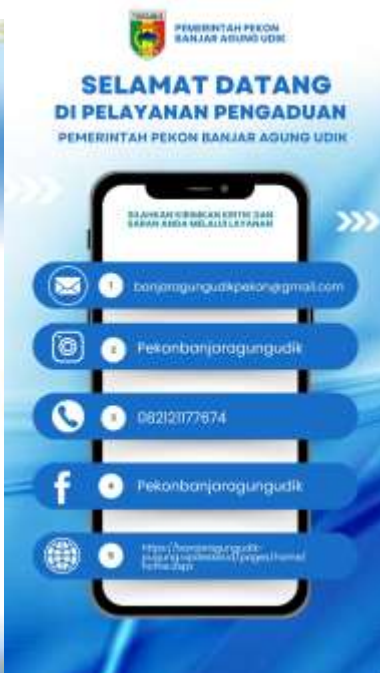 PEMERINTAH PEKON
BANJAR AGUNG UDIK
SELAMAT DATANG
DI PELAYANAN PENGADUAN
PEMERINTAH PEKON BANJAR AGUNG UDIK
SILAHKAN KIRIMKAN KRITIK DAN
SARAN ANDA MELALUI LAYANAN
1 banjaragungudikpekon@gmail.com
2 Pekonbanjaragungudik
3 082121177674
4 Pekonbanjaragungudik
5